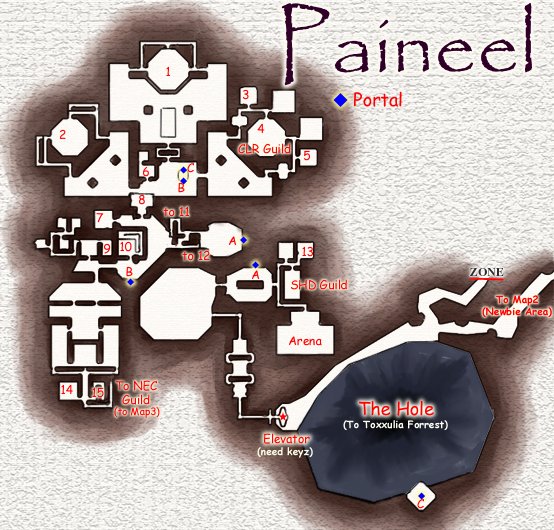 Paineel
Portal
1
2
3
4
CLR Guild
5
6
C
B
7
8
to 11
9
10
to 12
A
A
B
13
SHD Guild
ZONE
To Map2
(Newbie Area)
Arena
14
15
To NEC
Guild
(to Map3)
The Hole
(To Toxxulia Forrest)
Elevator
(need keyz)
C